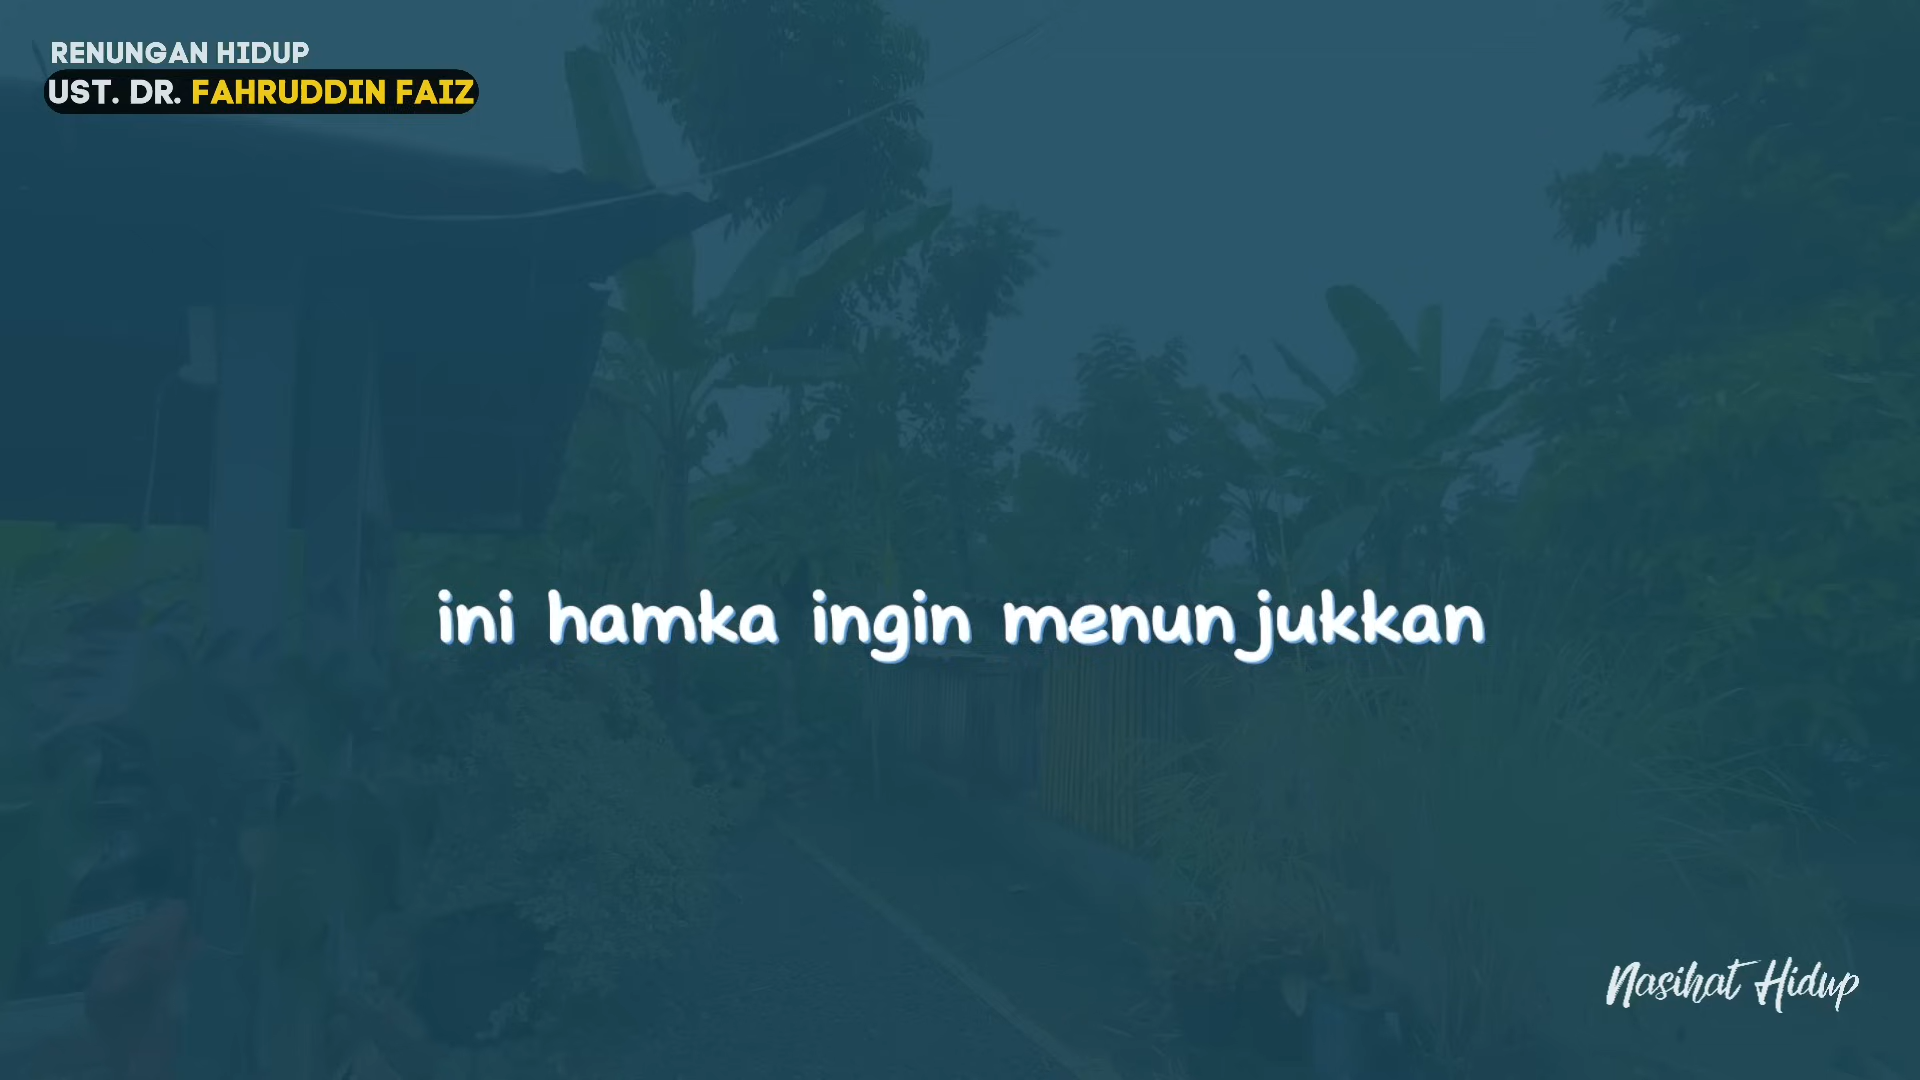 RENUNGAN HIDUP
UST. DR. FAHRUDDIN FAIZ
ini hamka ingin menunjukkan
Nasihat Hidup